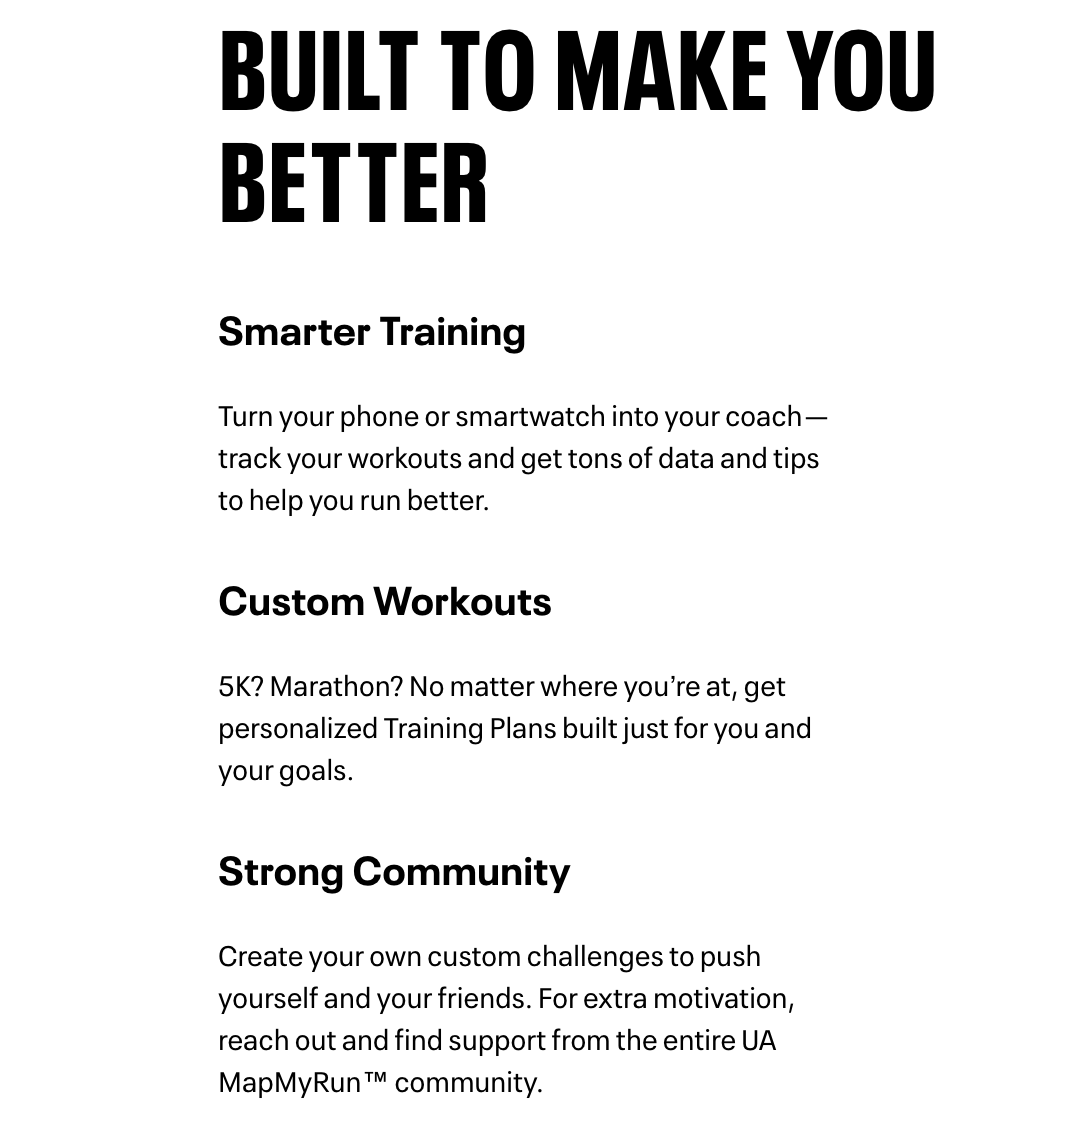 BUILT TO MAKE YOU
BETTER
Smarter Training
Turn your phone or smartwatch into your coach—
track your workouts and get tons of data and tips
to help you run better.
Custom Workouts
5K? Marathon? No matter where you’re at, get
personalized Training Plans built just for you and
your goals.
Strong Community
Create your own custom challenges to push
yourself and your friends. For extra motivation,
reach out and find support from the entire UA
MapMyRun™ community.